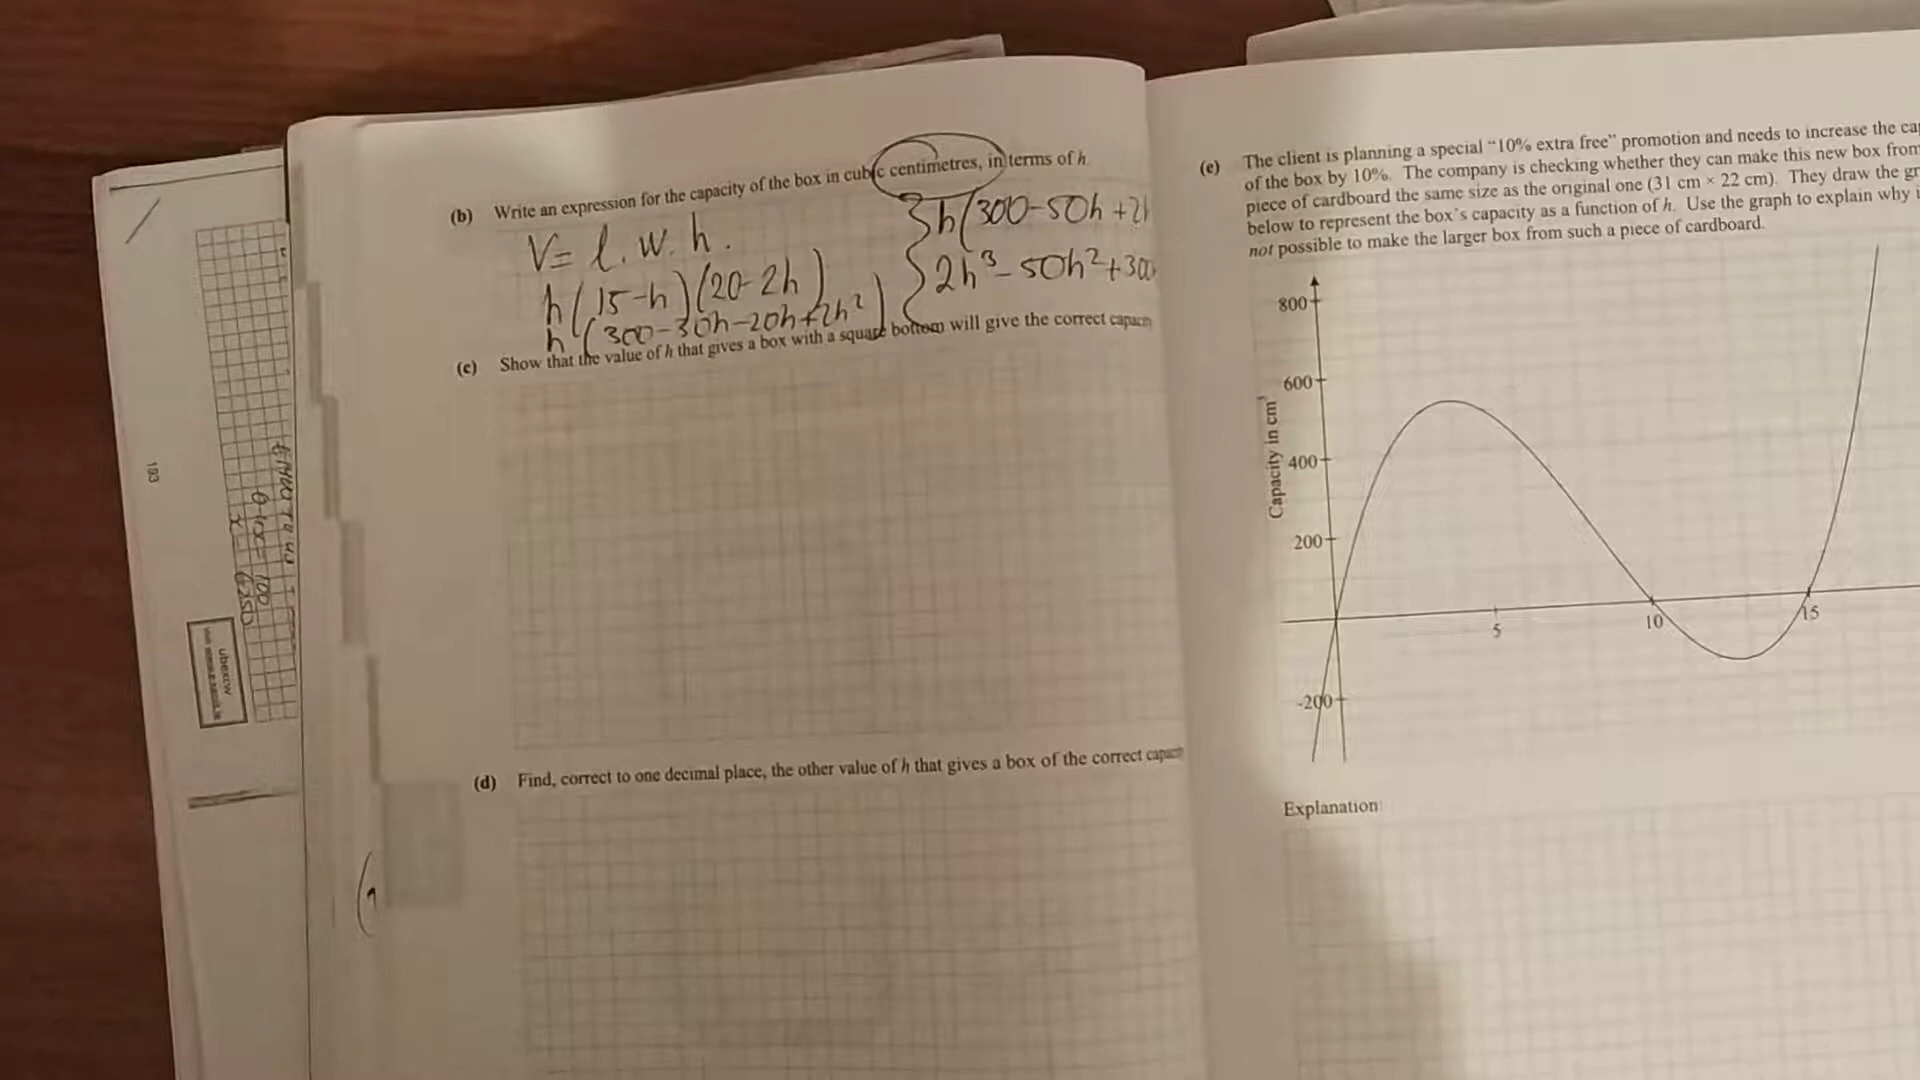 (b) Write an expression for the capacity of the box in cubic centimetres, in terms of h.
V = l. w. h.
h(15-h)(20-2h)
h(300-30h-20h+2h²)
h(300-50h+2h
2h³-50h²+300
(c) Show that the value of h that gives a box with a square bottom will give the correct
(d) Find, correct to one decimal place, the other value of h that gives a box of the correct
(e) The client is planning a special “10% extra free” promotion and needs to increase the
of the box by 10%. The company is checking whether they can make this new box from
piece of cardboard the same size as the original one (31 cm × 22 cm). They draw the
below to represent the box’s capacity as a function of h. Use the graph to explain why
not possible to make the larger box from such a piece of cardboard.
Capacity in cm³
800
600
400
200
-200
5
10
15
Explanation
193